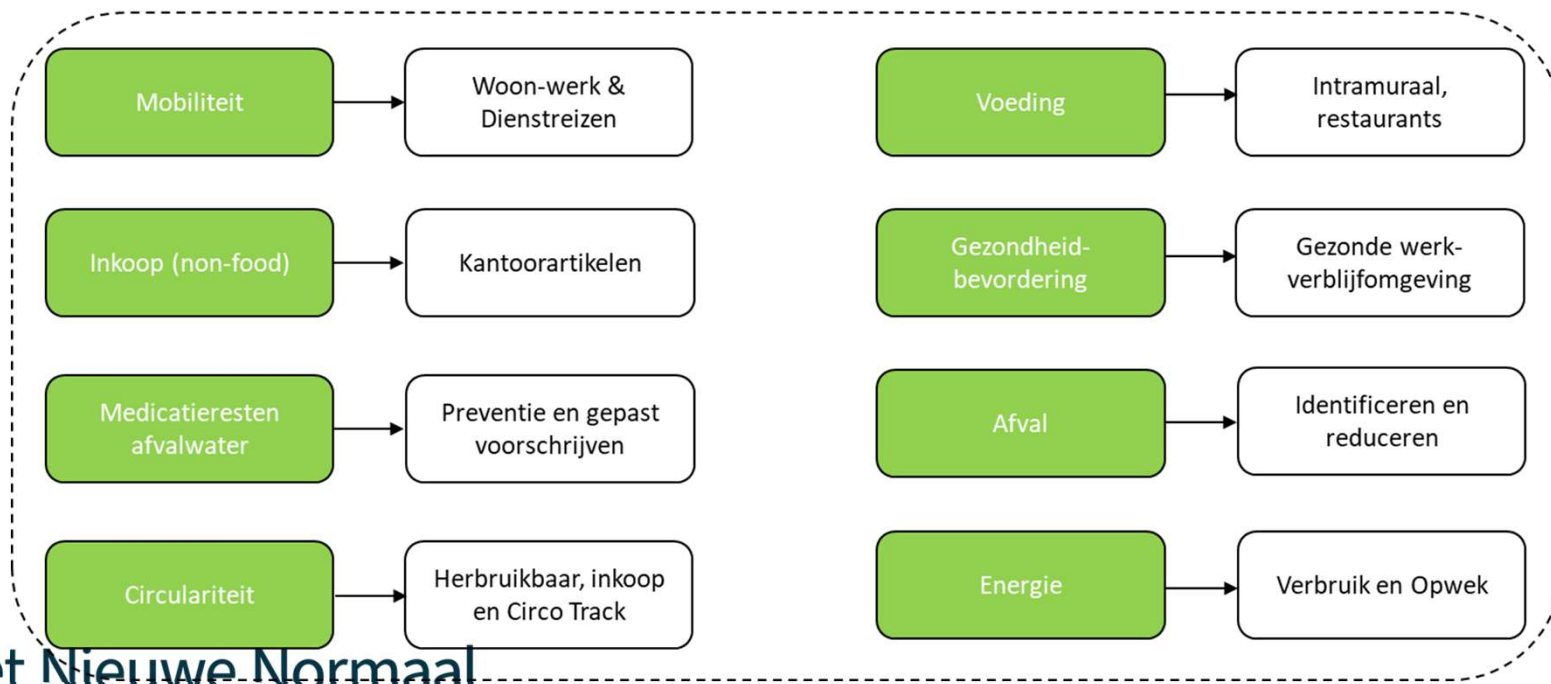 Mobiliteit
Woon-werk &
Dienstreizen
Voeding
Intramuraal,
restaurants
Inkoop (non-food)
Kantoorartikelen
Gezondheid-
bevordering
Gezonde werk-
verblijfomgeving
Medicatieresten
afvalwater
Preventie en gepast
voorschrijven
Afval
Identificeren en
reduceren
Circulariteit
Herbruikbaar, inkoop
en Circo Track
Energie
Verbruik en Opwek
et Nieuwe Normaal